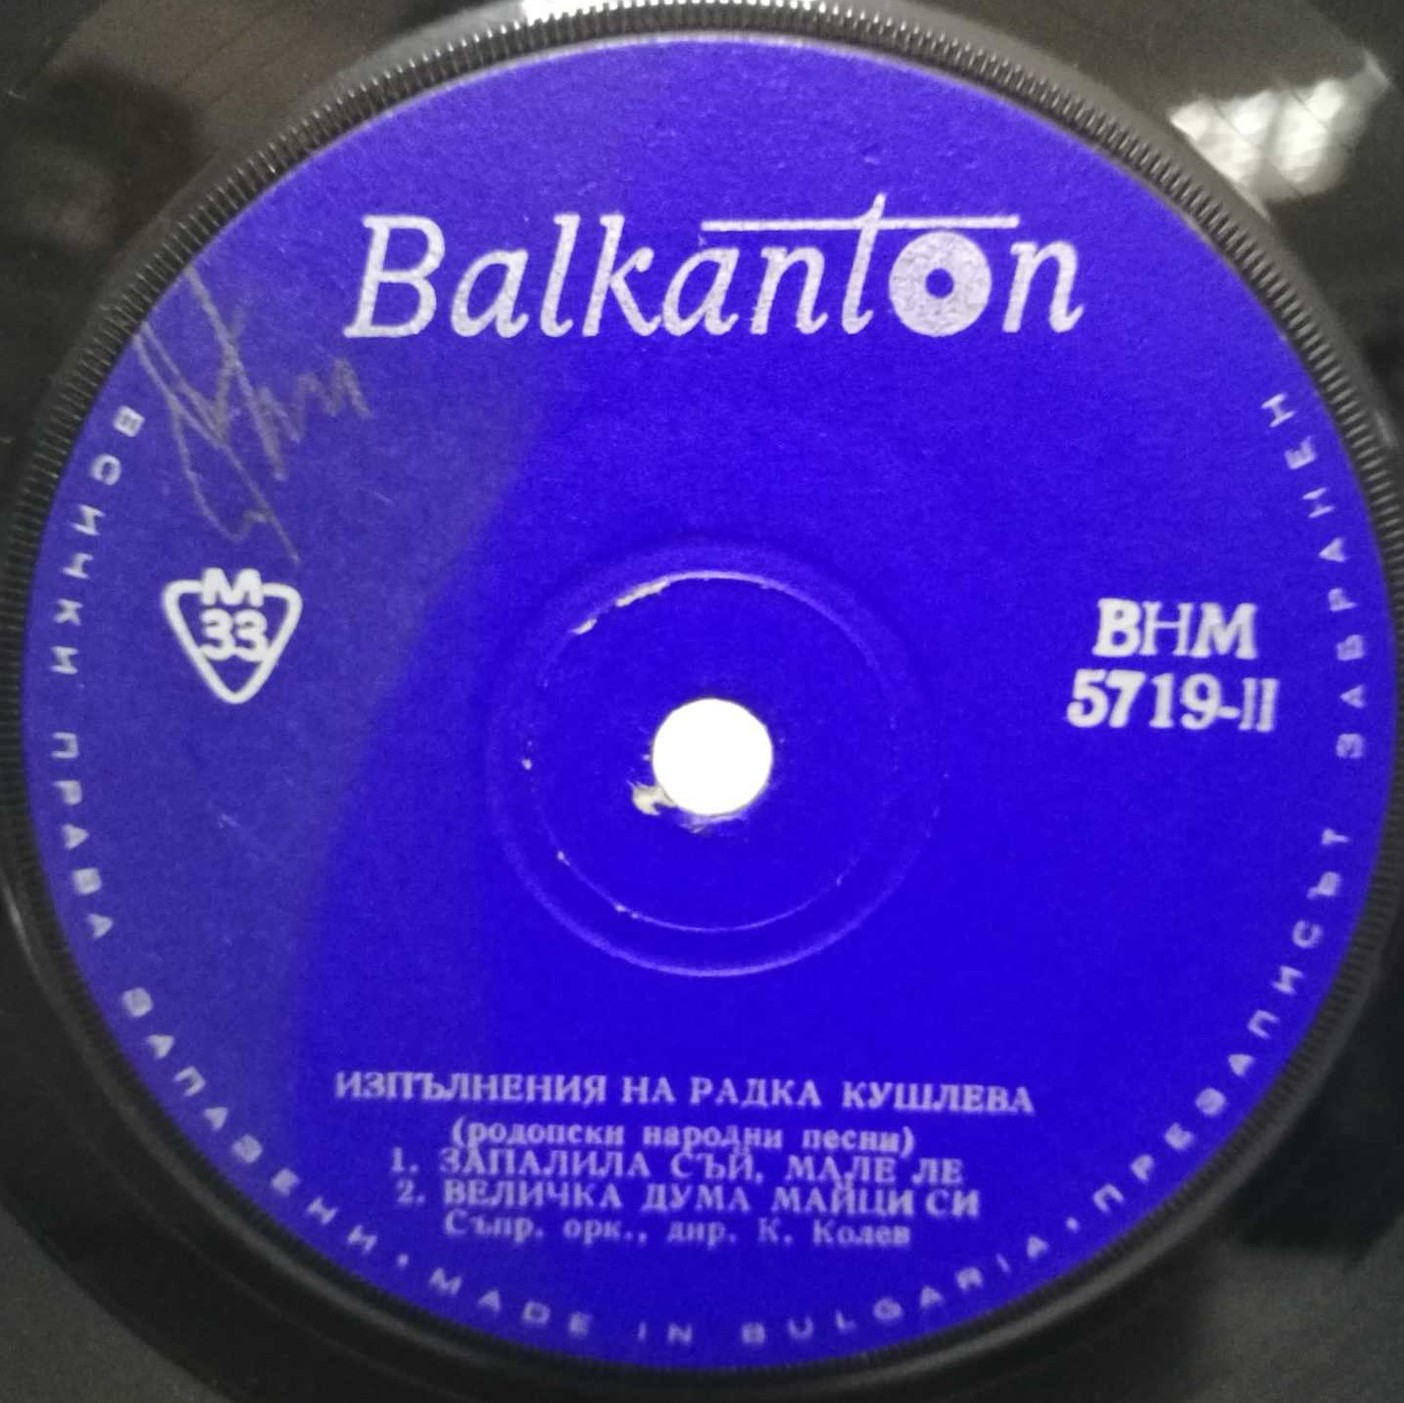 Balkanton
M
33
ВНМ
5719-II
ИЗПЪЛНЕНИЯ НА РАДКА КУШЛЕВА
(родопски народни песни)
1. ЗАПАЛИЛА СЪЙ, МАЛЕ ЛЕ
2. ВЕЛИЧКА ДУМА МАЙЦИ СИ
Съпр. орк., дир. К. Колев
ВСИЧКИ ПРАВА ЗАПАЗЕНИ · MADE IN BULGARIA · ПРЕЗАПИСЪТ ЗАБРАНЕН